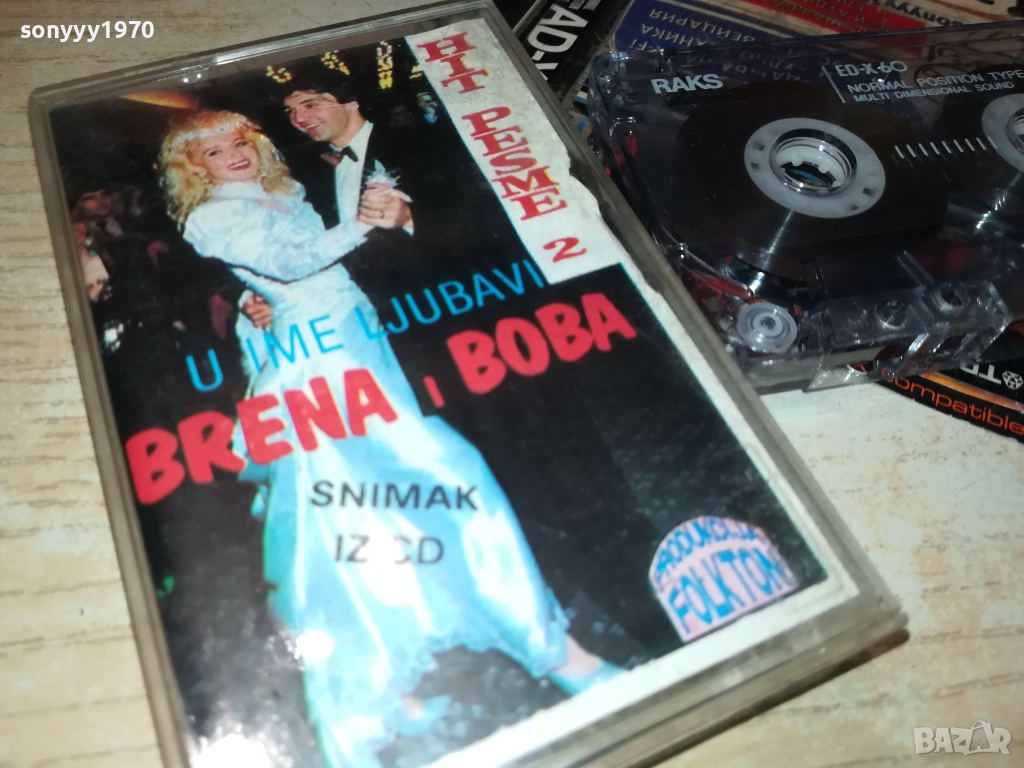 sonyyy1970
HIT PESME 2
U IME LJUBAVI
BRENA I BOBA
SNIMAK
IZ CD
PRODUKCIJA
FOLKTON
RAKS
ED-X 60
NORMAL POSITION TYPE
MULTI DIMENSIONAL SOUND
compatible
BAZAR